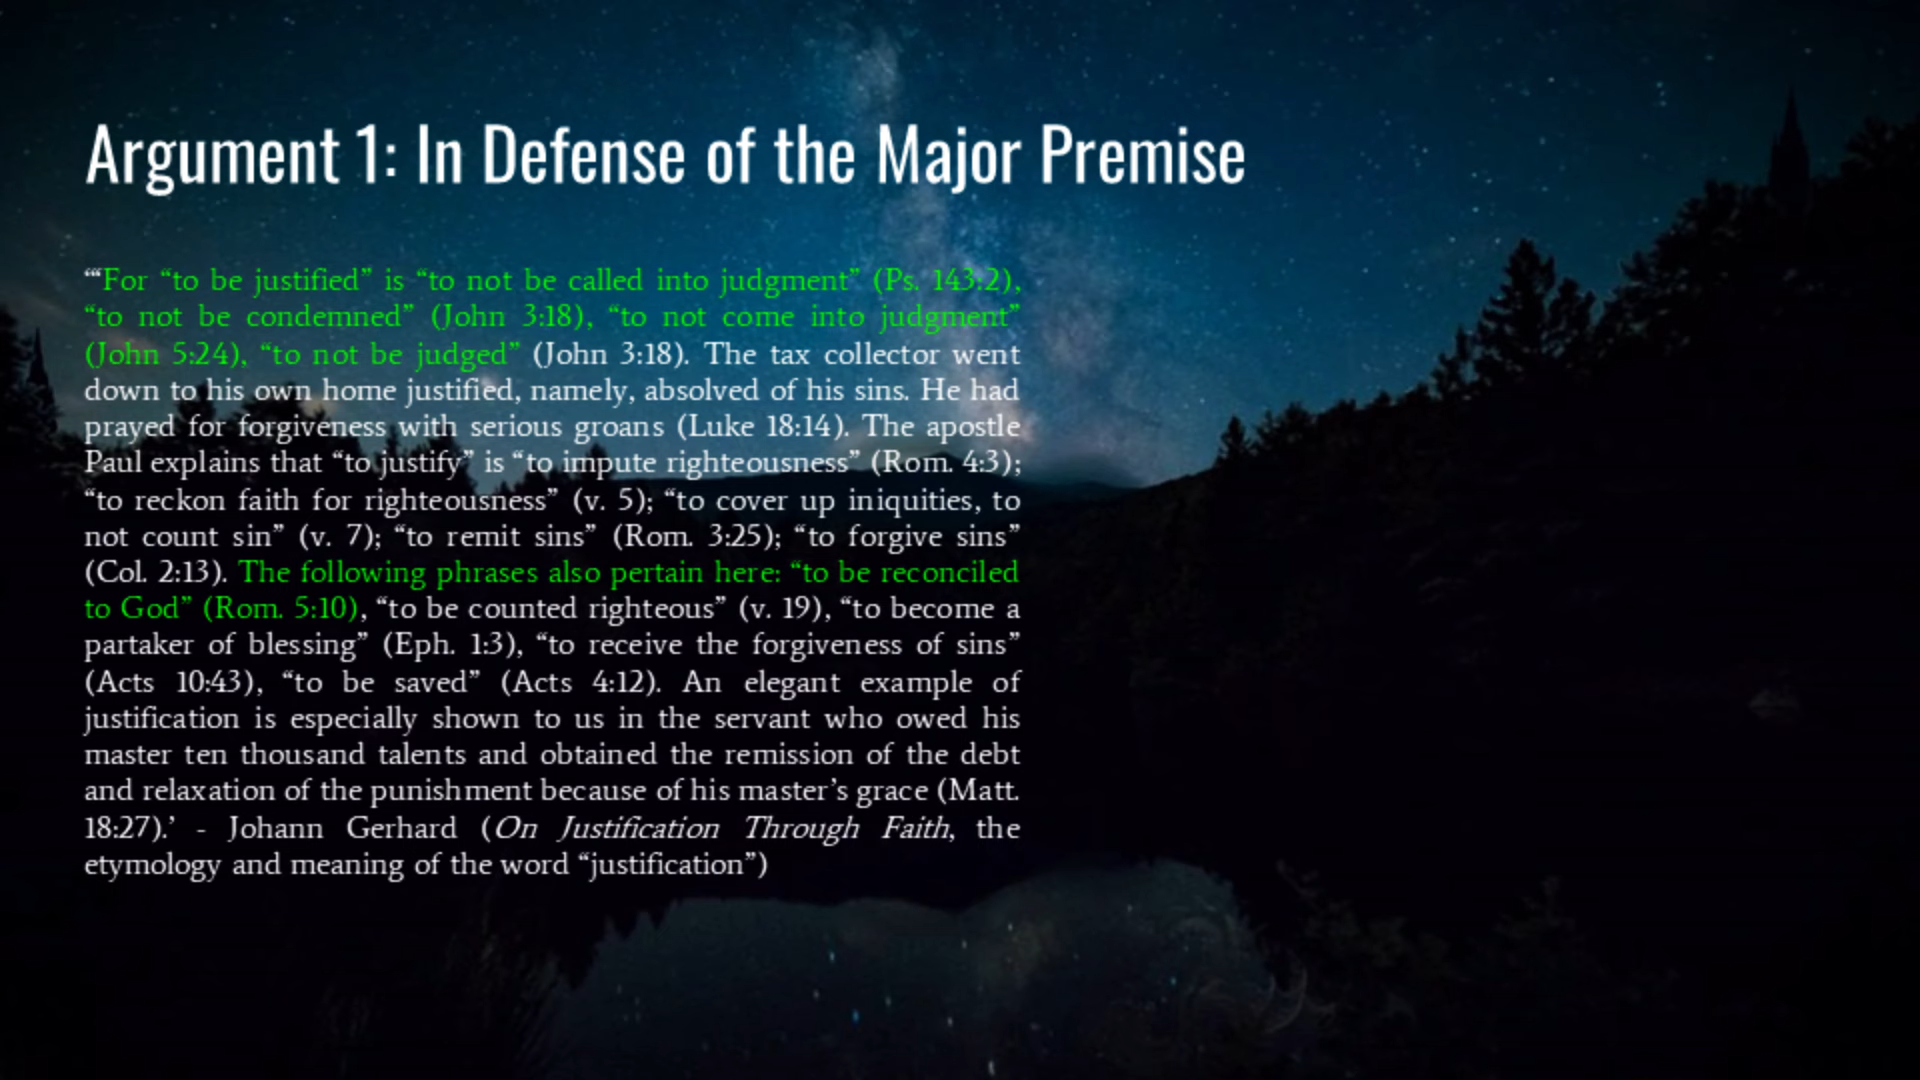 Argument 1: In Defense of the Major Premise
“‘For “to be justified” is “to not be called into judgment” (Ps. 143:2),
“to not be condemned” (John 3:18), “to not come into judgment”
(John 5:24), “to not be judged” (John 3:18). The tax collector went
down to his own home justified, namely, absolved of his sins. He had
prayed for forgiveness with serious groans (Luke 18:14). The apostle
Paul explains that “to justify” is “to impute righteousness” (Rom. 4:3);
“to reckon faith for righteousness” (v. 5); “to cover up iniquities, to
not count sin” (v. 7); “to remit sins” (Rom. 3:25); “to forgive sins”
(Col. 2:13). The following phrases also pertain here: “to be reconciled
to God” (Rom. 5:10), “to be counted righteous” (v. 19), “to become a
partaker of blessing” (Eph. 1:3), “to receive the forgiveness of sins”
(Acts 10:43), “to be saved” (Acts 4:12). An elegant example of
justification is especially shown to us in the servant who owed his
master ten thousand talents and obtained the remission of the debt
and relaxation of the punishment because of his master’s grace (Matt.
18:27).’ - Johann Gerhard (On Justification Through Faith, the
etymology and meaning of the word “justification”)